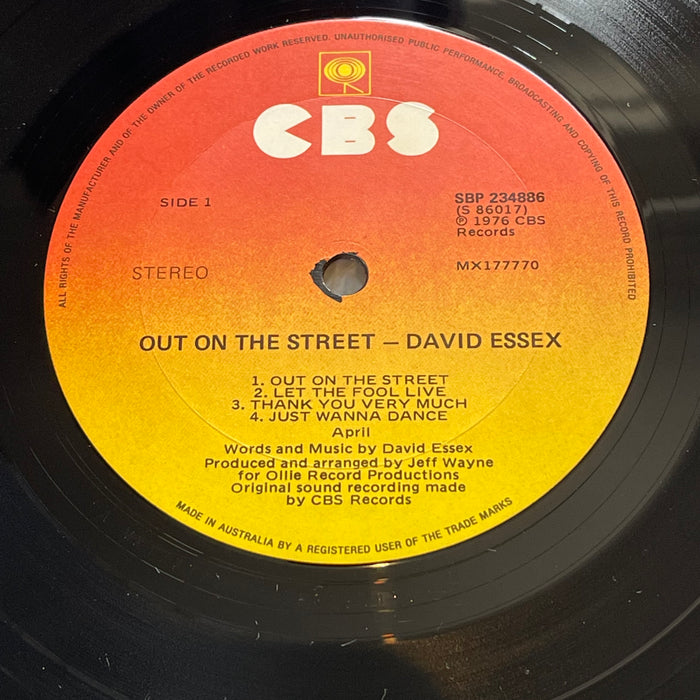 ALL RIGHTS OF THE MANUFACTURER AND OF THE OWNER OF THE RECORDED WORK RESERVED. UNAUTHORISED PUBLIC PERFORMANCE, BROADCASTING AND COPYING OF THIS RECORD PROHIBITED
CBS
SIDE 1
SBP 234886
(S 86017)
℗ 1976 CBS
Records
STEREO
MX177770
OUT ON THE STREET – DAVID ESSEX
1. OUT ON THE STREET
2. LET THE FOOL LIVE
3. THANK YOU VERY MUCH
4. JUST WANNA DANCE
April
Words and Music by David Essex
Produced and arranged by Jeff Wayne
for Ollie Record Productions
Original sound recording made
by CBS Records
MADE IN AUSTRALIA BY A REGISTERED USER OF THE TRADE MARKS